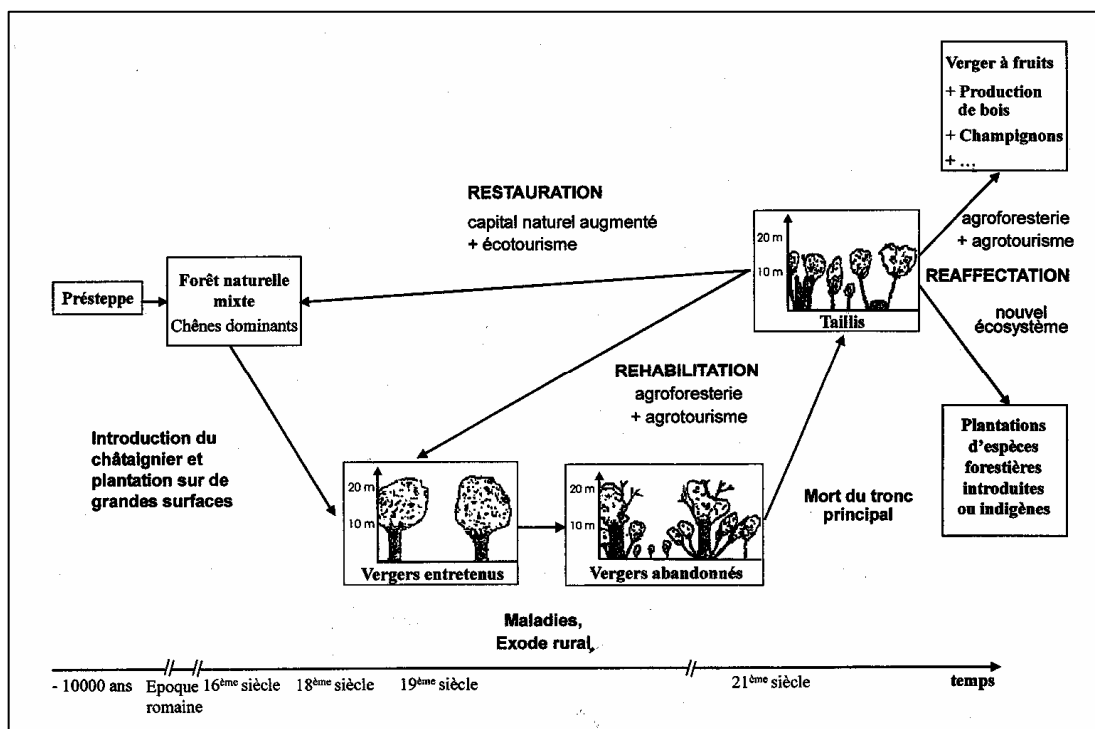 Verger à fruits
+ Production
de bois
+ Champignons
+ ...
RESTAURATION
capital naturel augmenté
+ écotourisme
agroforesterie
+ agrotourisme
20 m
10 m
Taillis
REAFFECTATION
nouvel
écosystème
Présteppe
Forêt naturelle
mixte
Chênes dominants
REHABILITATION
agroforesterie
+ agrotourisme
Introduction du
châtaignier et
plantation sur de
grandes surfaces
20 m
10 m
Vergers entretenus
20 m
10 m
Vergers abandonnés
Mort du tronc
principal
Plantations
d'espèces
forestières
introduites
ou indigènes
Maladies,
Exode rural
- 10000 ans
Epoque
romaine
16ème siècle
18ème siècle
19ème siècle
21ème siècle
temps